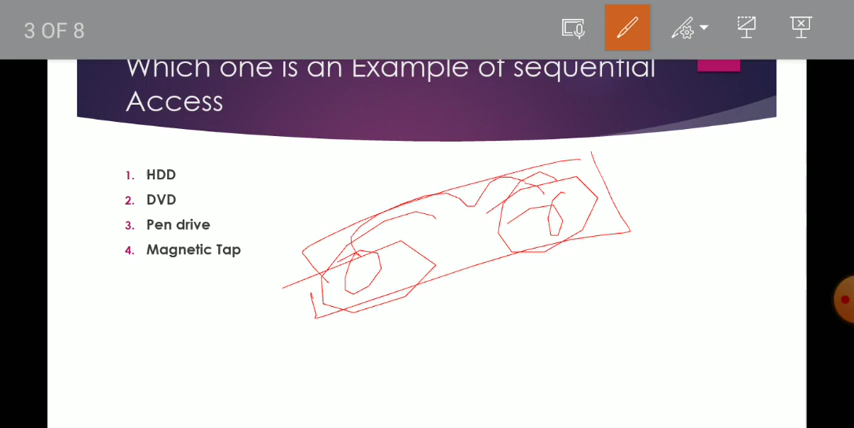 3 OF 8
Which one is an Example of sequential
Access
1. HDD
2. DVD
3. Pen drive
4. Magnetic Tap